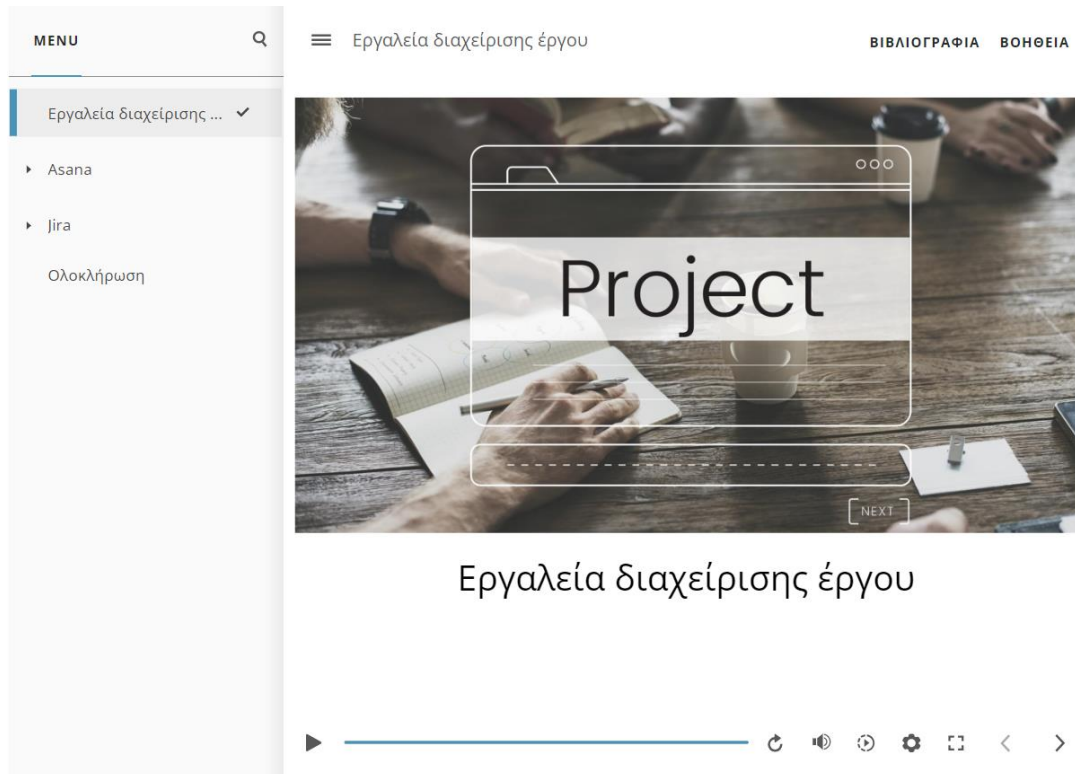 MENU
Εργαλεία διαχείρισης ...
Asana
Jira
Ολοκλήρωση
Εργαλεία διαχείρισης έργου
ΒΙΒΛΙΟΓΡΑΦΙΑ ΒΟΗΘΕΙΑ
Project
NEXT
Εργαλεία διαχείρισης έργου